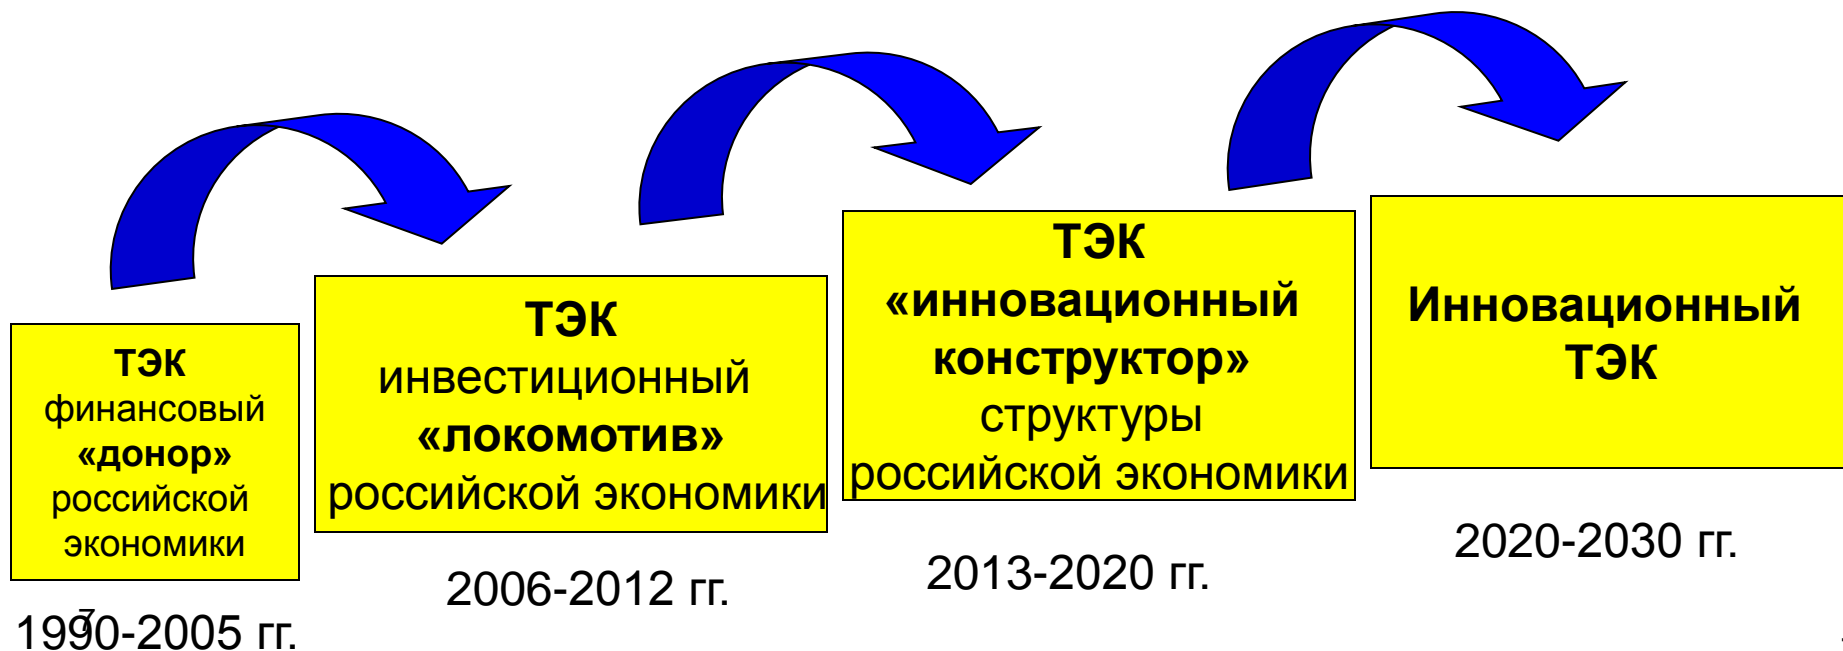 ТЭК
финансовый
«донор»
российской
экономики
1990-2005 гг.
7
ТЭК
инвестиционный
«локомотив»
российской экономики
2006-2012 гг.
ТЭК
«инновационный
конструктор»
структуры
российской экономики
2013-2020 гг.
Инновационный
ТЭК
2020-2030 гг.